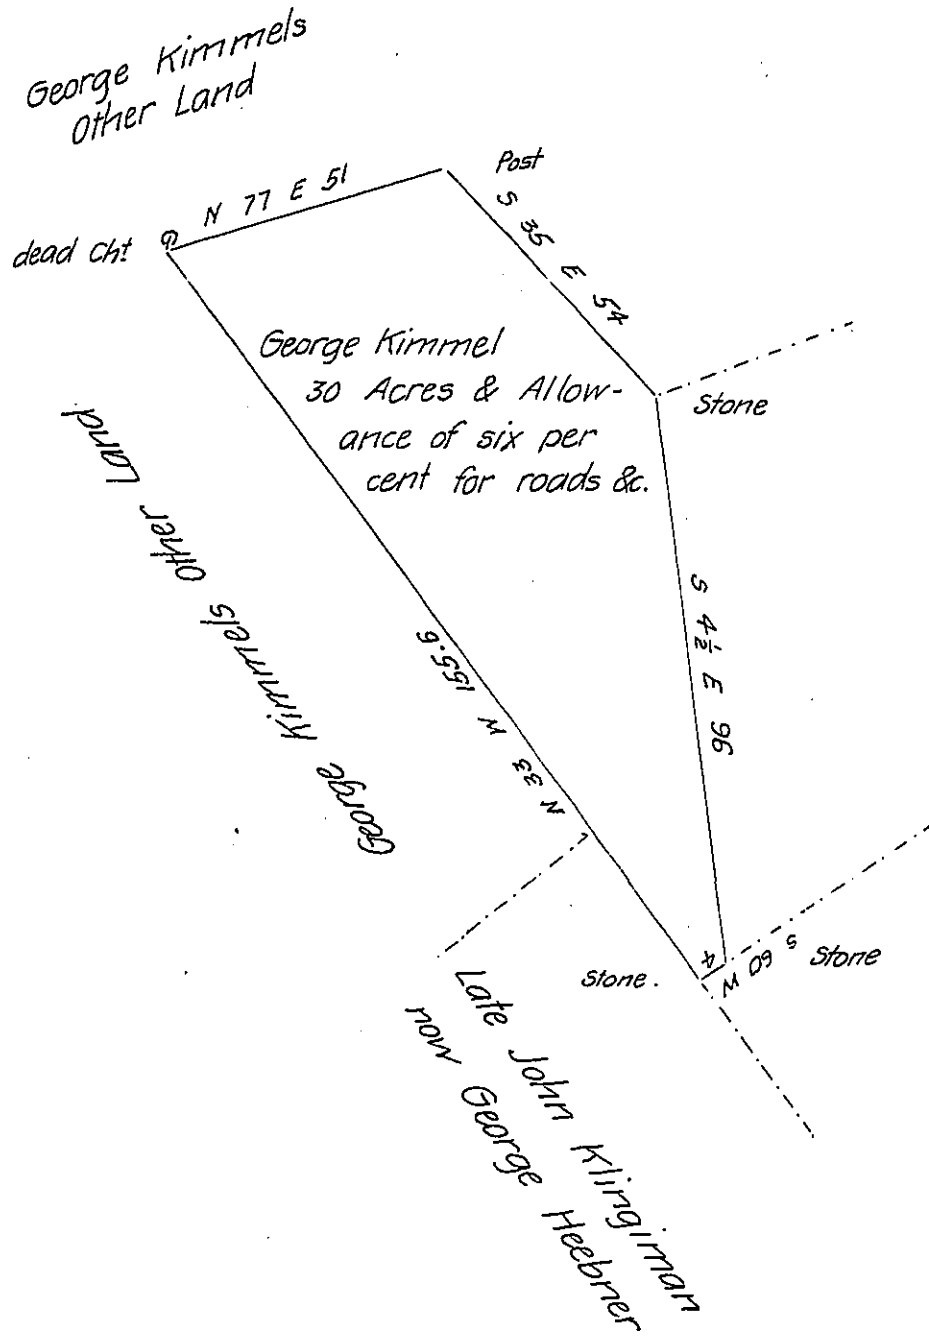 George Kimmels
Other Land
Post
N 77 E 51
S 35 E 54
dead Cht
George Kimmel
30 Acres & Allow-
ance of six per
cent for roads &c.
Stone
George Kimmels Other Land
S 4½ E 96
N 33 W 155.6
S 60 W 4
Stone
Stone.
Late John Klingiman
now George Heebner